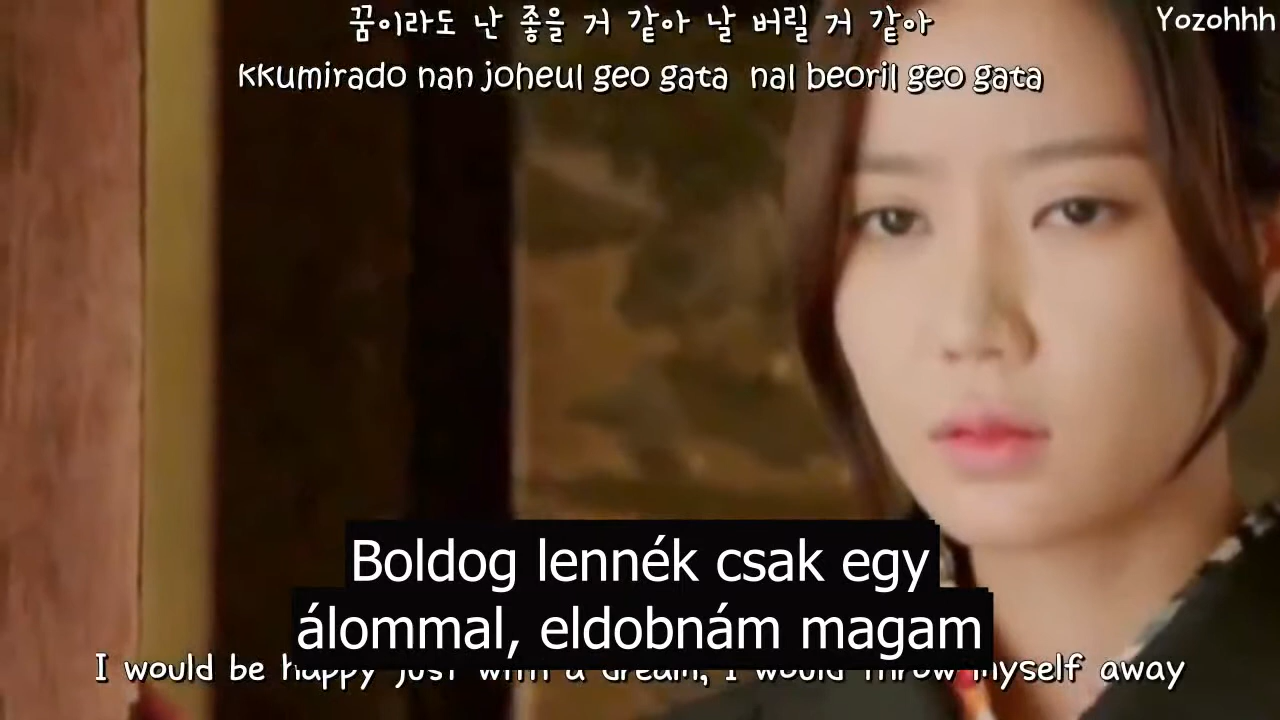 꿈이라도 난 좋을 거 같아 날 버릴 거 같아
Yozohhh
kkumirado nan joheul geo gata nal beoril geo gata
Boldog lennék csak egy
álommal, eldobnám magam
I would be happy just with a dream, I would throw myself away